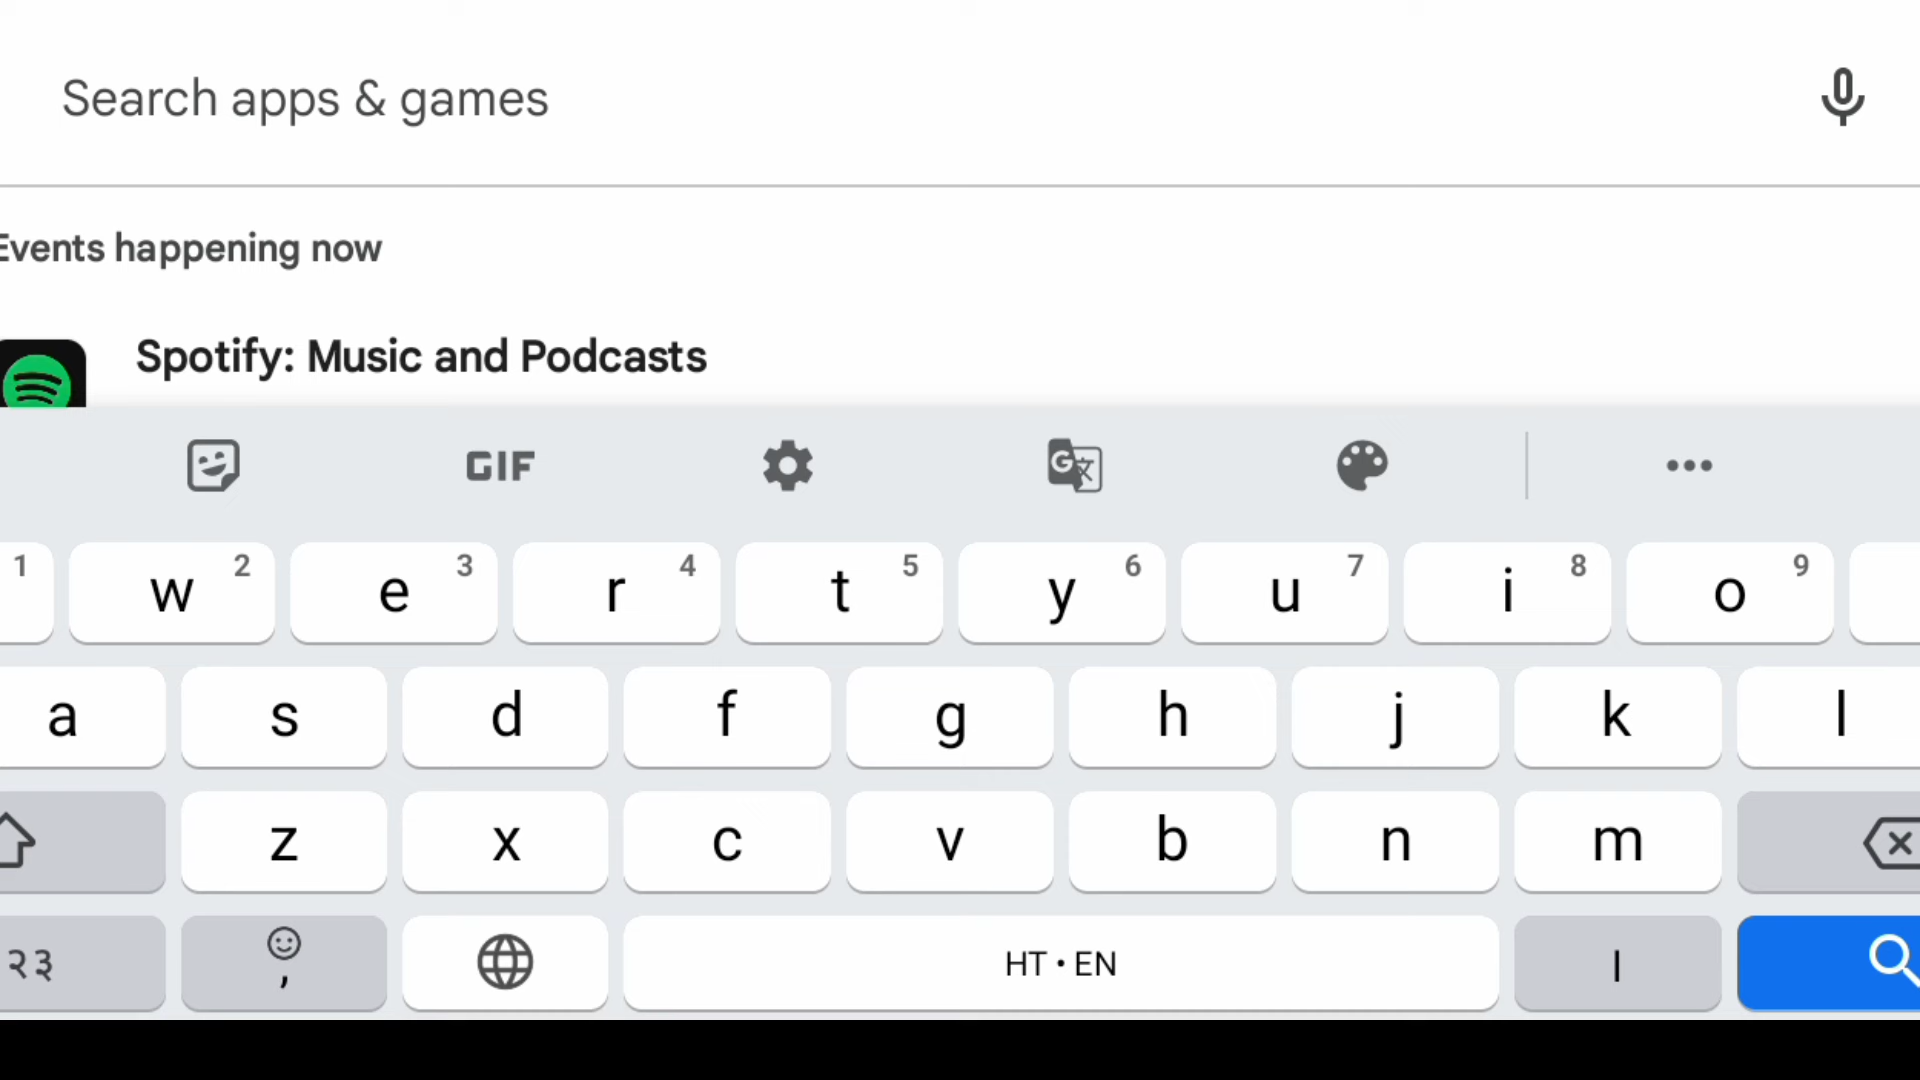 Search apps & games
Events happening now
Spotify: Music and Podcasts
GIF
1 w 2 e 3 r 4 t 5 y 6 u 7 i 8 o 9
a s d f g h j k l
z x c v b n m
२३ , HT • EN ।